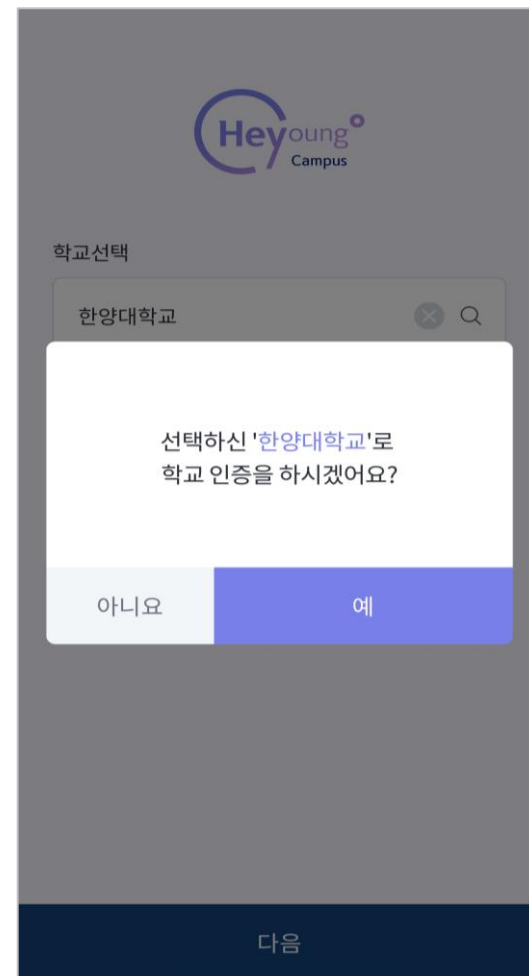 Heyoung
Campus
학교선택
한양대학교
선택하신 '한양대학교'로
학교 인증을 하시겠어요?
아니요 예
다음